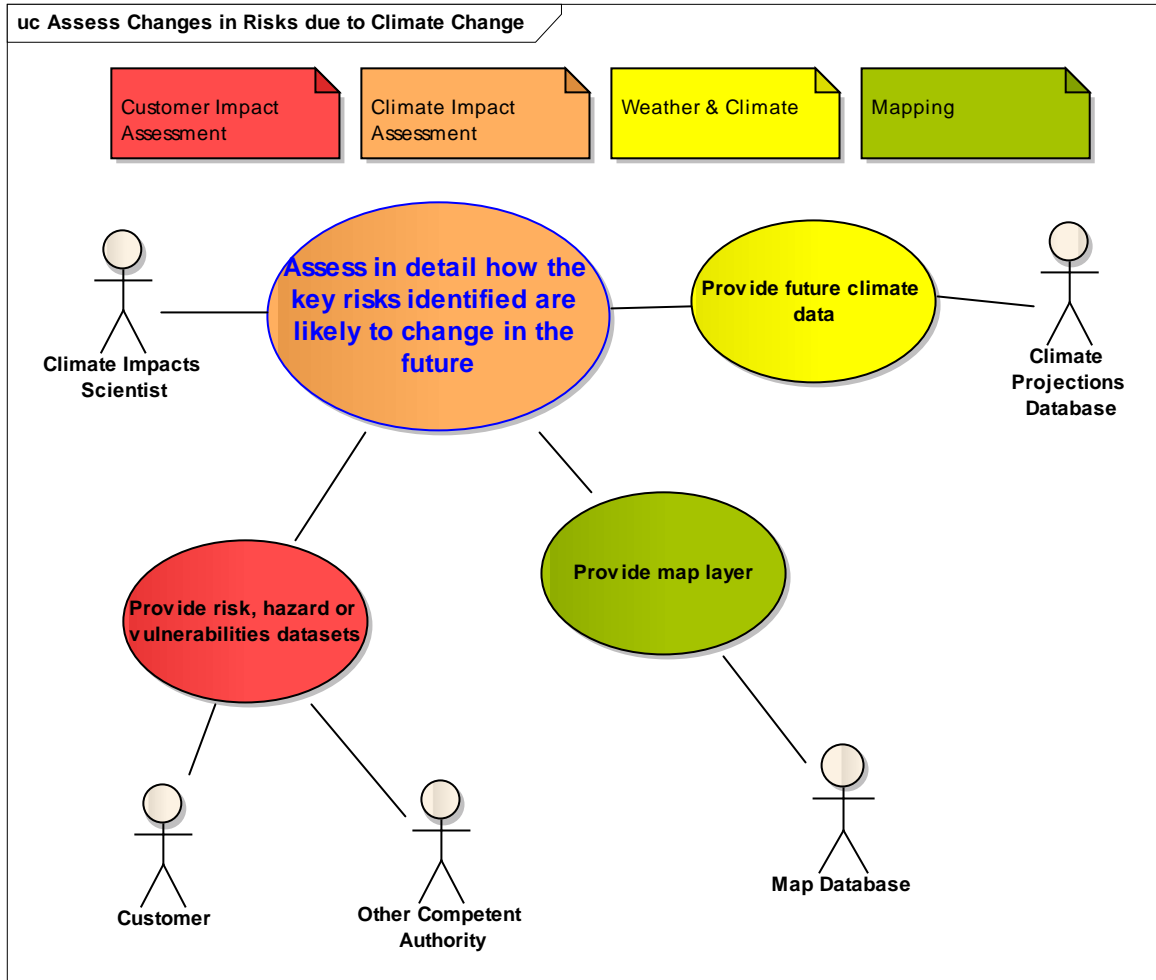 uc Assess Changes in Risks due to Climate Change
Customer Impact
Assessment
Climate Impact
Assessment
Weather & Climate
Mapping
Assess in detail how the
key risks identified are
likely to change in the
future
Provide future climate
data
Climate Impacts
Scientist
Climate
Projections
Database
Provide risk, hazard or
vulnerabilities datasets
Provide map layer
Customer
Other Competent
Authority
Map Database